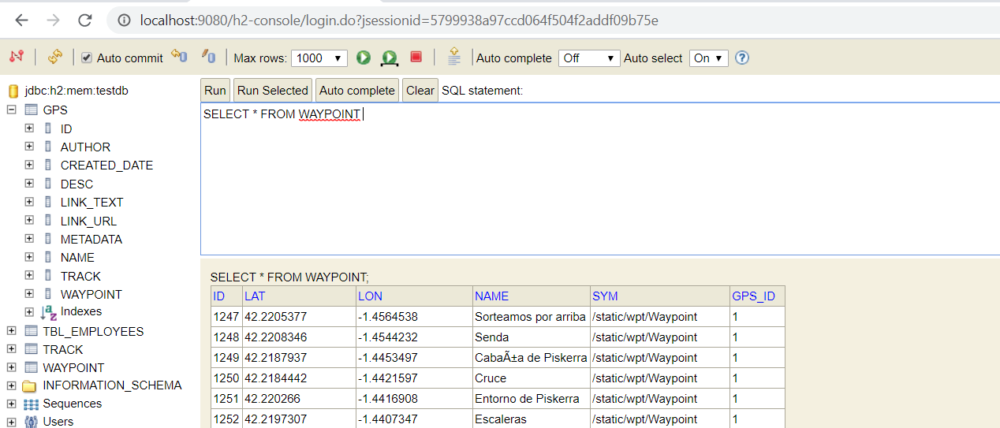 localhost:9080/h2-console/login.do?jsessionid=5799938a97ccd064f504f2addf09b75e
Auto commit Max rows: 1000 Auto complete Off Auto select On
jdbc:h2:mem:testdb
GPS
ID
AUTHOR
CREATED_DATE
DESC
LINK_TEXT
LINK_URL
METADATA
NAME
TRACK
WAYPOINT
Indexes
TBL_EMPLOYEES
TRACK
WAYPOINT
INFORMATION_SCHEMA
Sequences
Users
Run Run Selected Auto complete Clear SQL statement:
SELECT * FROM WAYPOINT
SELECT * FROM WAYPOINT;
ID LAT LON NAME SYM GPS_ID
1247 42.2205377 -1.4564538 Sorteamos por arriba /static/wpt/Waypoint 1
1248 42.2208346 -1.4544232 Senda /static/wpt/Waypoint 1
1249 42.2187937 -1.4453497 CabaÃ±a de Piskerra /static/wpt/Waypoint 1
1250 42.2184442 -1.4421597 Cruce /static/wpt/Waypoint 1
1251 42.220266 -1.4416908 Entorno de Piskerra /static/wpt/Waypoint 1
1252 42.2197307 -1.4407347 Escaleras /static/wpt/Waypoint 1